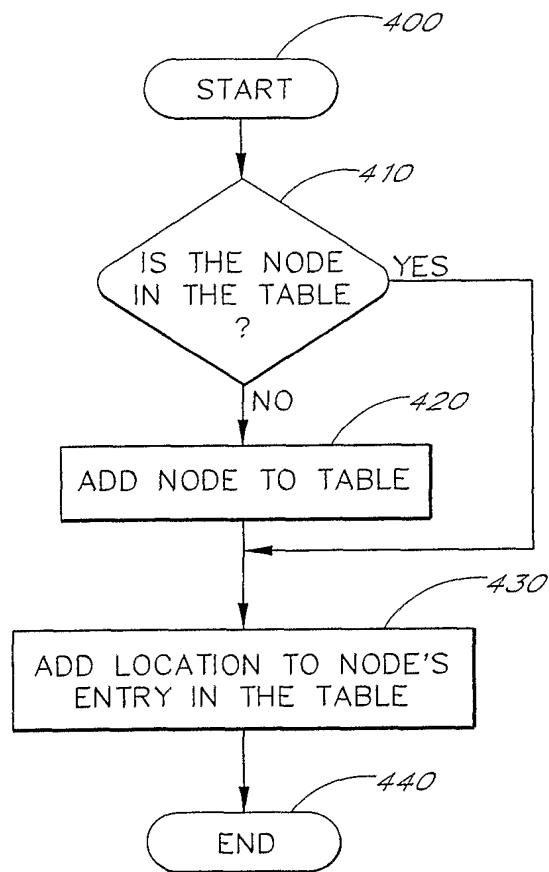 400
START
410
IS THE NODE
IN THE TABLE
?
YES
NO
420
ADD NODE TO TABLE
430
ADD LOCATION TO NODE'S
ENTRY IN THE TABLE
440
END